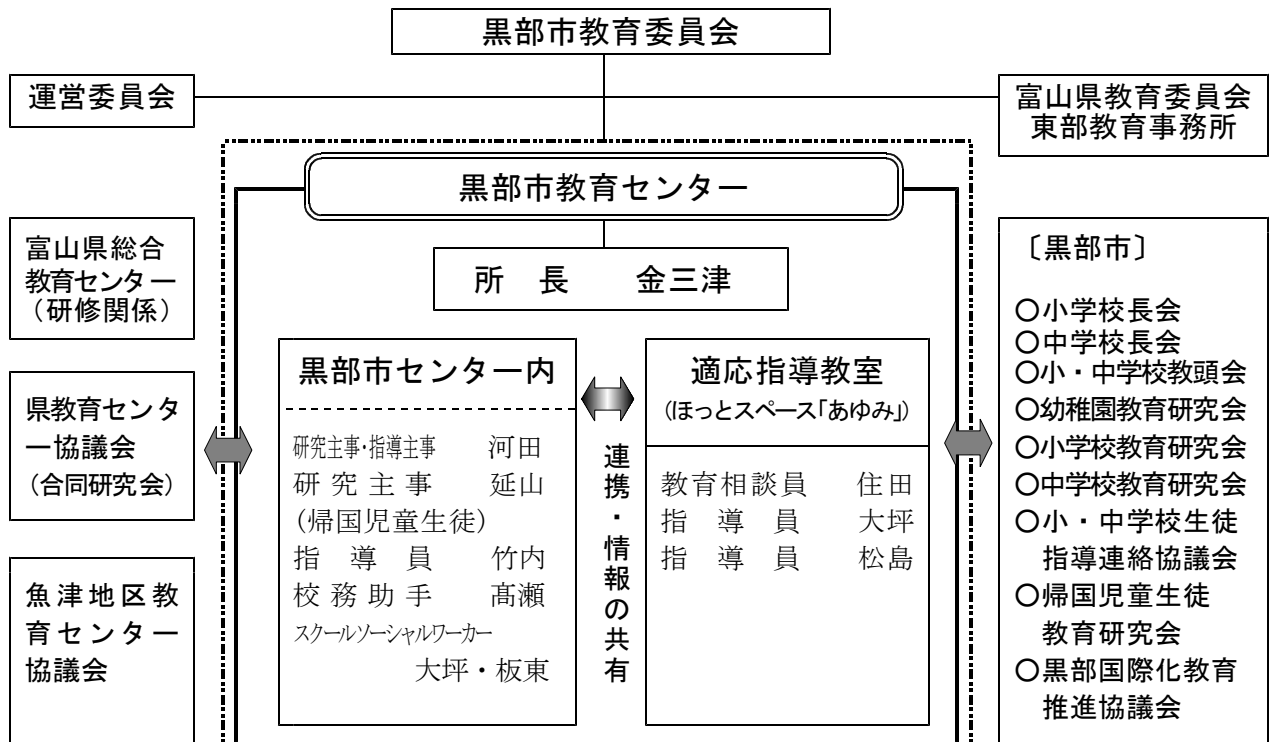 黒部市教育委員会
運営委員会
富山県教育委員会
東部教育事務所
黒部市教育センター
所　長　　金三津
富山県総合
教育センター
（研修関係）
県教育センタ
ー協議会
（合同研究会）
魚津地区教
育センター
協議会
黒部市センター内
研究主事・指導主事　河田
研究主事　延山
（帰国児童生徒）
指　導　員　竹内
校務助手　髙瀬
スクールソーシャルワーカー
大坪・板東
連携・情報の共有
適応指導教室
（ほっとスペース「あゆみ」）
教育相談員　住田
指　導　員　大坪
指　導　員　松島
〔黒部市〕
○小学校長会
○中学校長会
○小・中学校教頭会
○幼稚園教育研究会
○小学校教育研究会
○中学校教育研究会
○小・中学校生徒
指導連絡協議会
○帰国児童生徒
教育研究会
○黒部国際化教育
推進協議会